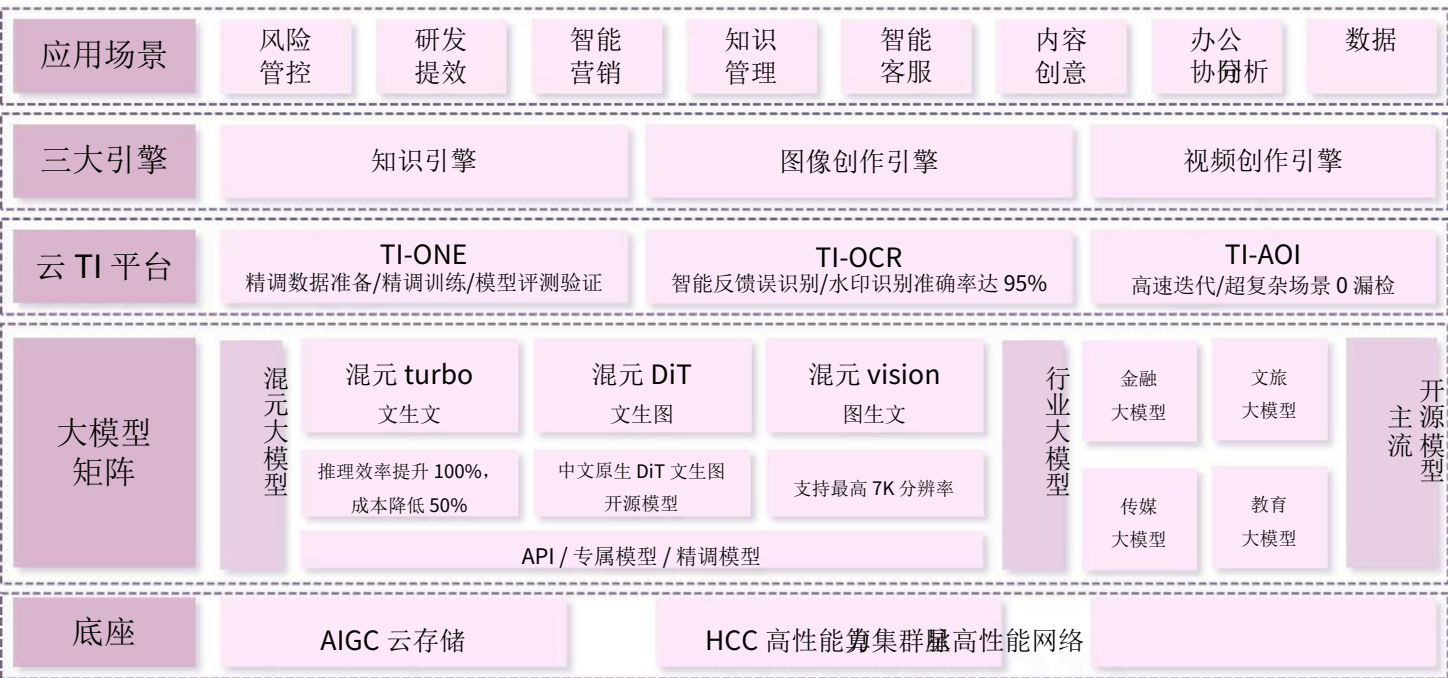 应用场景
风险
管控
研发
提效
智能
营销
知识
管理
智能
客服
内容
创意
办公
协同
数据
分析
三大引擎
知识引擎
图像创作引擎
视频创作引擎
云 TI 平台
TI-ONE
精调数据准备/精调训练/模型评测验证
TI-OCR
智能反馈误识别/水印识别准确率达 95%
TI-AOI
高速迭代/超复杂场景 0 漏检
大模型
矩阵
混元大模型
混元 turbo
文生文
混元 DiT
文生图
混元 vision
图生文
推理效率提升 100%，
成本降低 50%
中文原生 DiT 文生图
开源模型
支持最高 7K 分辨率
API / 专属模型 / 精调模型
行业大模型
金融
大模型
文旅
大模型
传媒
大模型
教育
大模型
主流
开源模型
底座
AIGC 云存储
HCC 高性能算力集群
星脉高性能网络